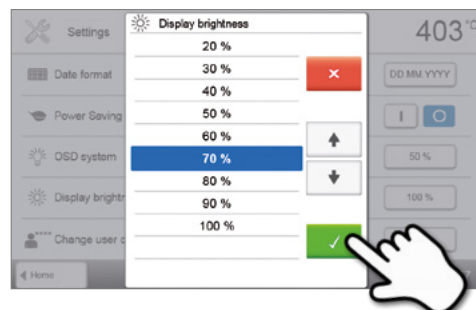 Settings
403 °C
Display brightness
20 %
30 %
40 %
50 %
60 %
70 %
80 %
90 %
100 %
Date format
DD.MM.YYYY
Power Saving
I
O
OSD system
50 %
Display brightn
100 %
Change user c
Home